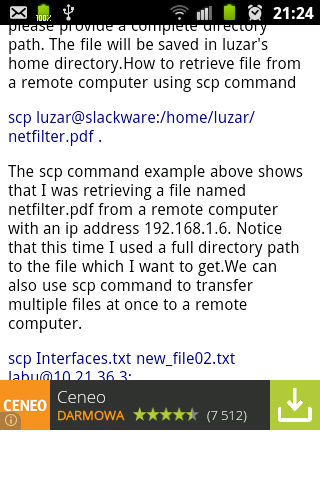 100%
21:24
please provide a complete directory
path. The file will be saved in luzar's
home directory.How to retrieve file from
a remote computer using scp command
scp luzar@slackware:/home/luzar/
netfilter.pdf .
The scp command example above shows
that I was retrieving a file named
netfilter.pdf from a remote computer
with an ip address 192.168.1.6. Notice
that this time I used a full directory path
to the file which I want to get.We can
also use scp command to transfer
multiple files at once to a remote
computer.
scp Interfaces.txt new_file02.txt
labu@10.21.36.3:
CENEO
Ceneo
DARMOWA
(7 512)